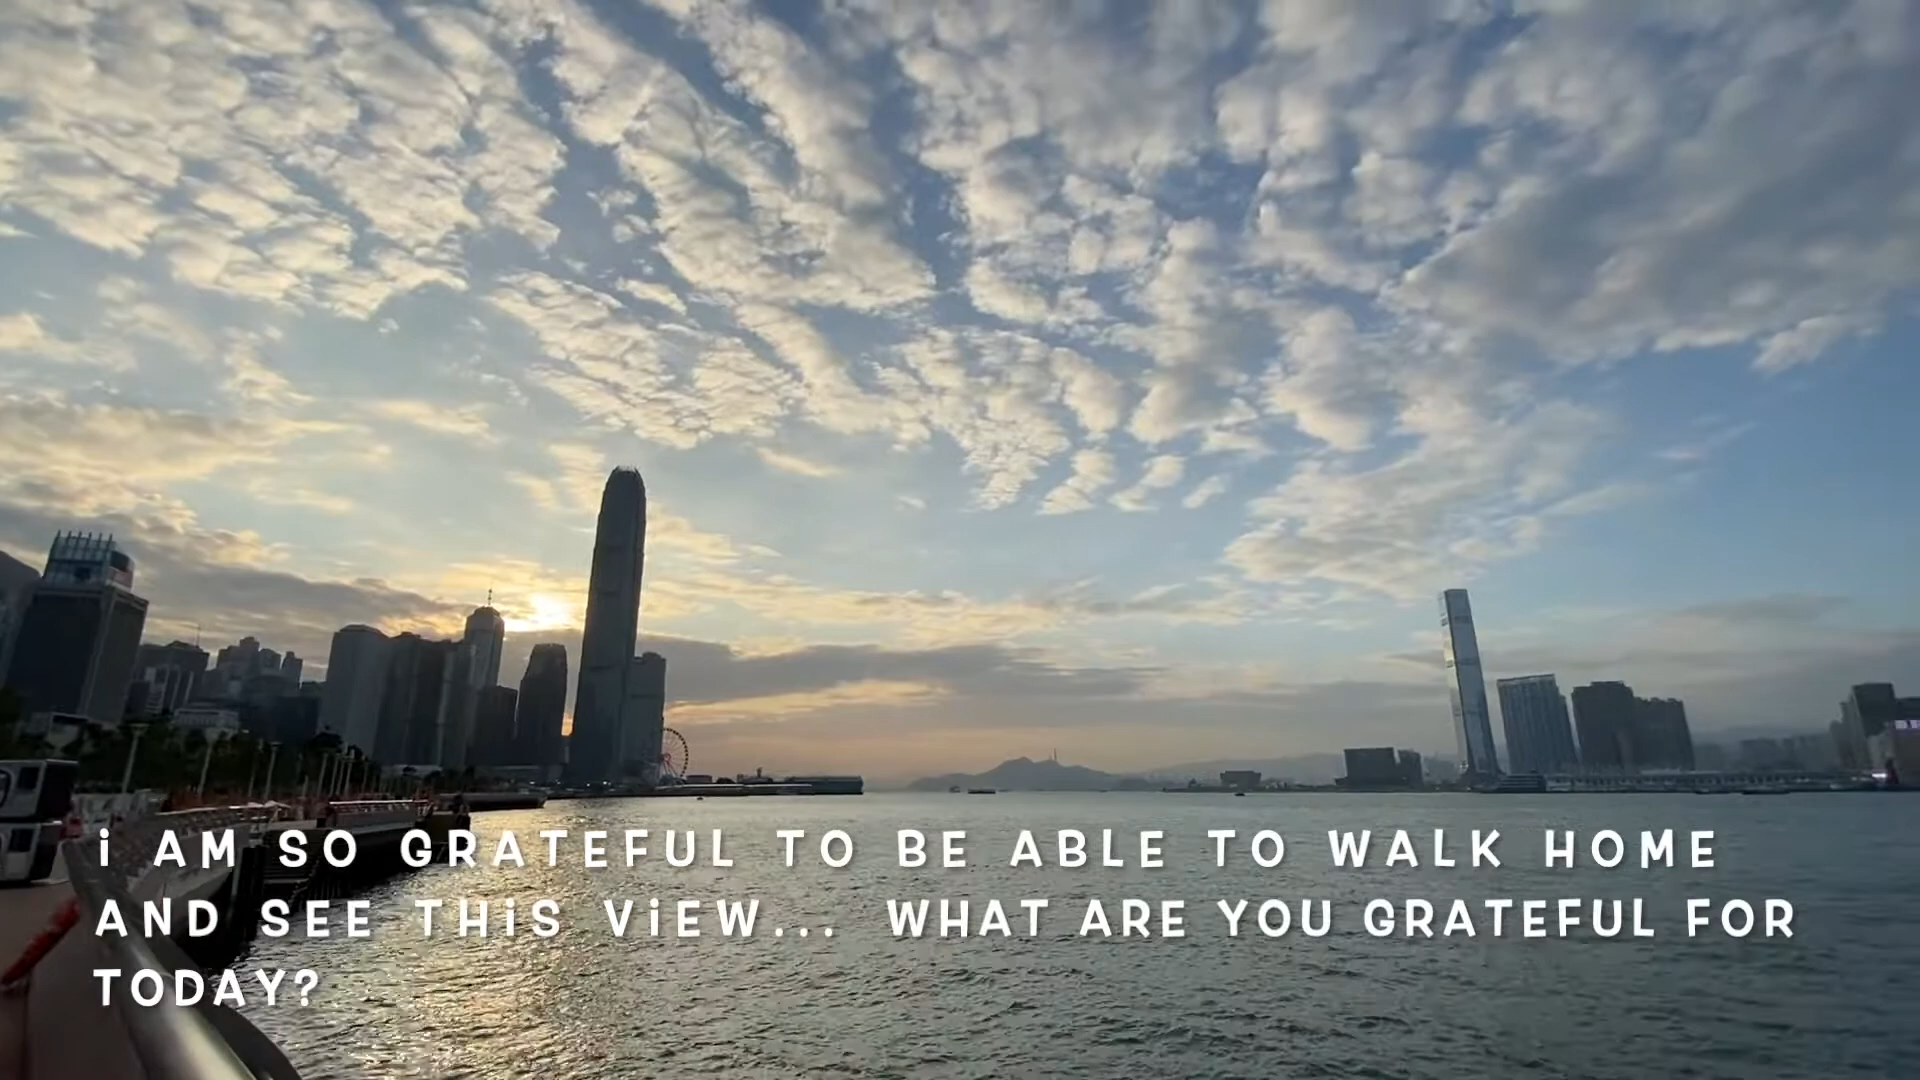 i AM SO GRATEFUL TO BE ABLE TO WALK HOME
AND SEE THiS ViEW... WHAT ARE YOU GRATEFUL FOR
TODAY?